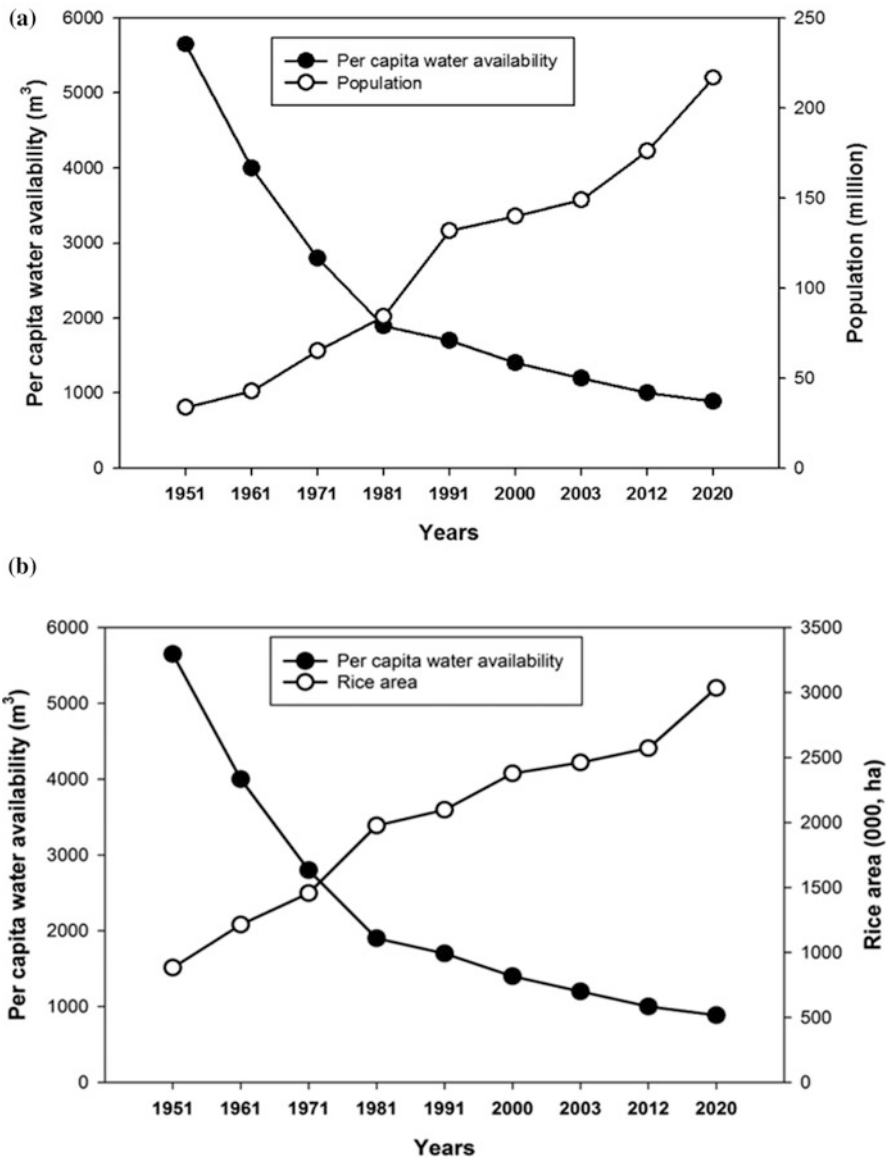 (a)
6000
5000
4000
3000
2000
1000
0
Per capita water availability (m³)
Per capita water availability
Population
250
200
150
100
50
0
Population (million)
1951 1961 1971 1981 1991 2000 2003 2012 2020
Years
(b)
6000
5000
4000
3000
2000
1000
0
Per capita water availability (m³)
Per capita water availability
Rice area
3500
3000
2500
2000
1500
1000
500
0
Rice area (000, ha)
1951 1961 1971 1981 1991 2000 2003 2012 2020
Years